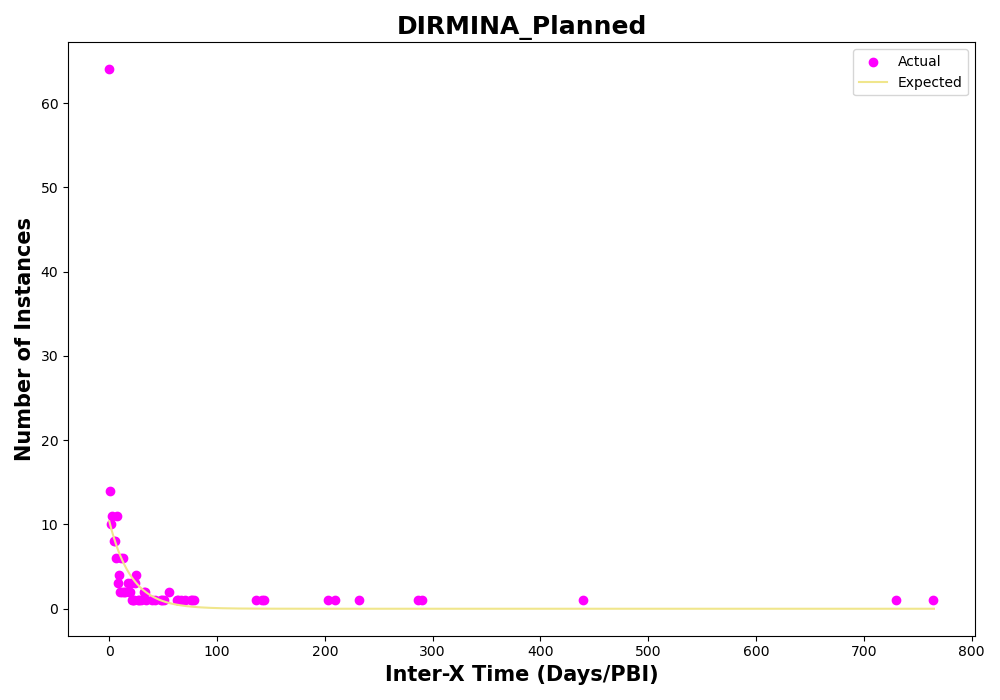 DIRMINA_Planned
Actual
Expected
60
50
40
30
20
10
0
Number of Instances
0 100 200 300 400 500 600 700 800
Inter-X Time (Days/PBI)